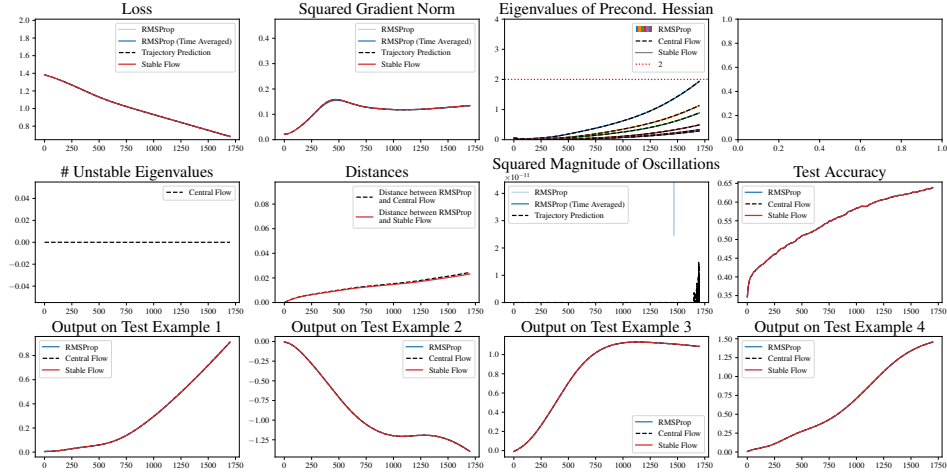 Loss
2.0
1.8
1.6
1.4
1.2
1.0
0.8
0 250 500 750 1000 1250 1500 1750
RMSProp
RMSProp (Time Averaged)
Trajectory Prediction
Stable Flow
Squared Gradient Norm
0.4
0.3
0.2
0.1
0.0
0 250 500 750 1000 1250 1500 1750
RMSProp
RMSProp (Time Averaged)
Trajectory Prediction
Stable Flow
Eigenvalues of Precond. Hessian
4
3
2
1
0
0 250 500 750 1000 1250 1500 1750
RMSProp
Central Flow
Stable Flow
2
1.0
0.8
0.6
0.4
0.2
0.0
0.0 0.2 0.4 0.6 0.8 1.0
# Unstable Eigenvalues
0.04
0.02
0.00
−0.02
−0.04
0 250 500 750 1000 1250 1500 1750
Central Flow
Distances
0.08
0.06
0.04
0.02
0.00
0 250 500 750 1000 1250 1500 1750
Distance between RMSProp
and Central Flow
Distance between RMSProp
and Stable Flow
Squared Magnitude of Oscillations
×10⁻¹¹
4
3
2
1
0
0 250 500 750 1000 1250 1500 1750
RMSProp
RMSProp (Time Averaged)
Trajectory Prediction
Test Accuracy
0.65
0.60
0.55
0.50
0.45
0.40
0.35
0 250 500 750 1000 1250 1500 1750
RMSProp
Central Flow
Stable Flow
Output on Test Example 1
0.8
0.6
0.4
0.2
0.0
0 250 500 750 1000 1250 1500 1750
RMSProp
Central Flow
Stable Flow
Output on Test Example 2
0.00
−0.25
−0.50
−0.75
−1.00
−1.25
0 250 500 750 1000 1250 1500 1750
RMSProp
Central Flow
Stable Flow
Output on Test Example 3
1.0
0.8
0.6
0.4
0.2
0.0
0 250 500 750 1000 1250 1500 1750
RMSProp
Central Flow
Stable Flow
Output on Test Example 4
1.50
1.25
1.00
0.75
0.50
0.25
0.00
0 250 500 750 1000 1250 1500 1750
RMSProp
Central Flow
Stable Flow